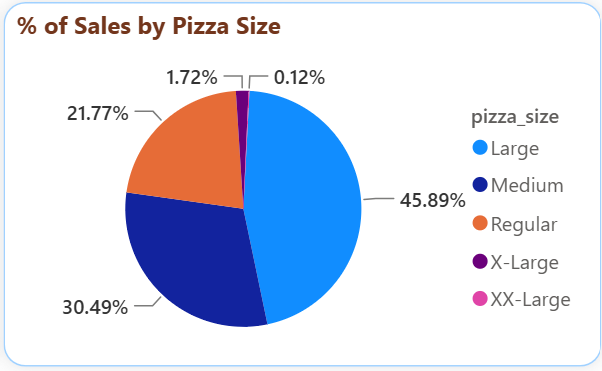 % of Sales by Pizza Size
1.72%
0.12%
21.77%
45.89%
30.49%
pizza_size
Large
Medium
Regular
X-Large
XX-Large